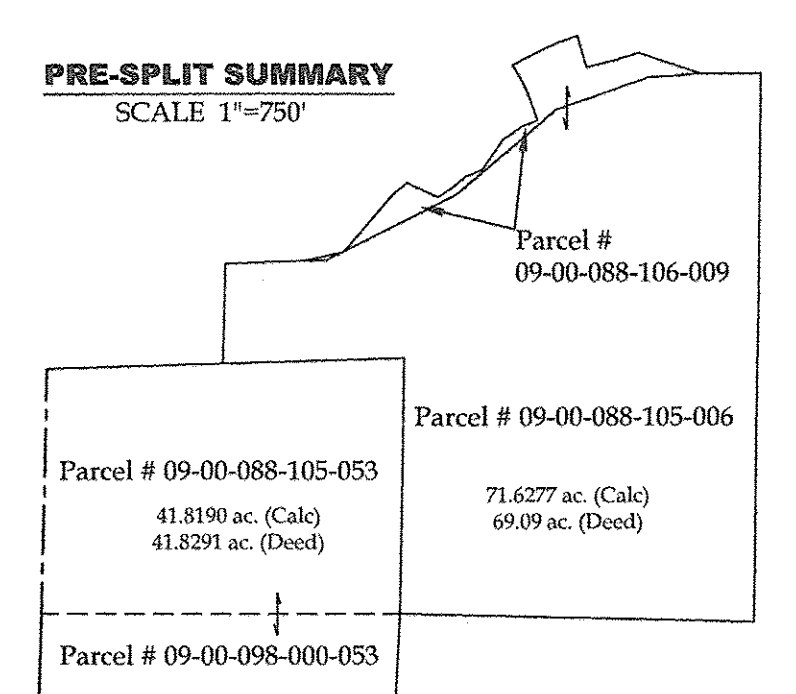 PRE-SPLIT SUMMARY
SCALE 1"=750'
Parcel #
09-00-088-106-009
Parcel # 09-00-088-105-006
71.6277 ac. (Calc)
69.09 ac. (Deed)
Parcel # 09-00-088-105-053
41.8190 ac. (Calc)
41.8291 ac. (Deed)
Parcel # 09-00-098-000-053